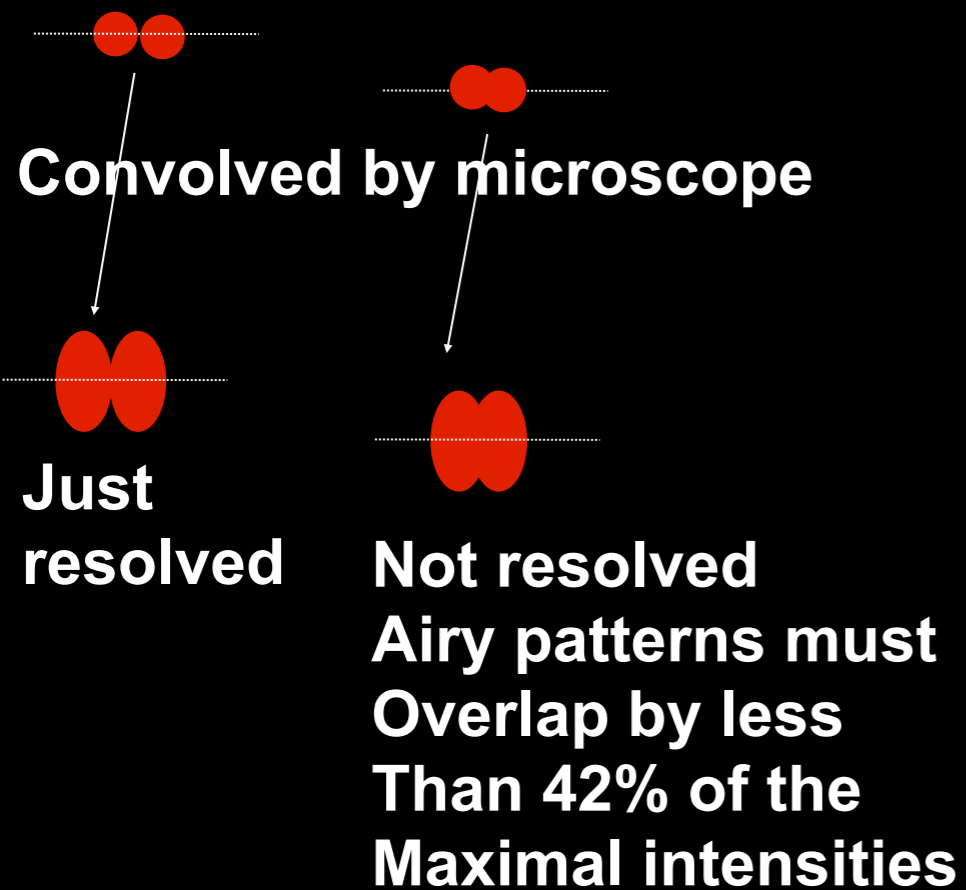 Convolved by microscope
Just
resolved
Not resolved
Airy patterns must
Overlap by less
Than 42% of the
Maximal intensities